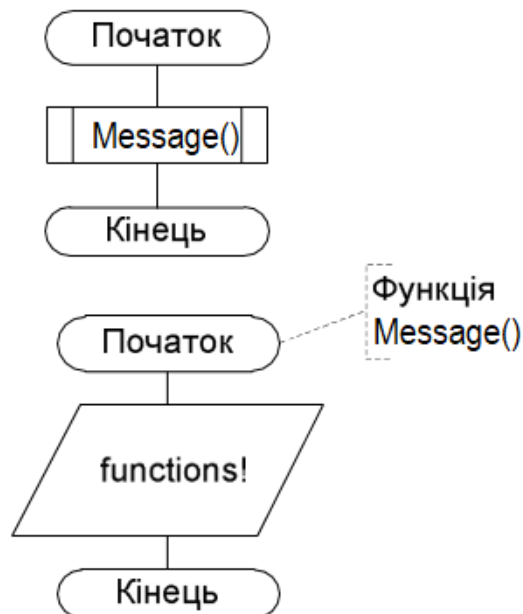 Початок
Message()
Кінець
Функція
Message()
Початок
functions!
Кінець